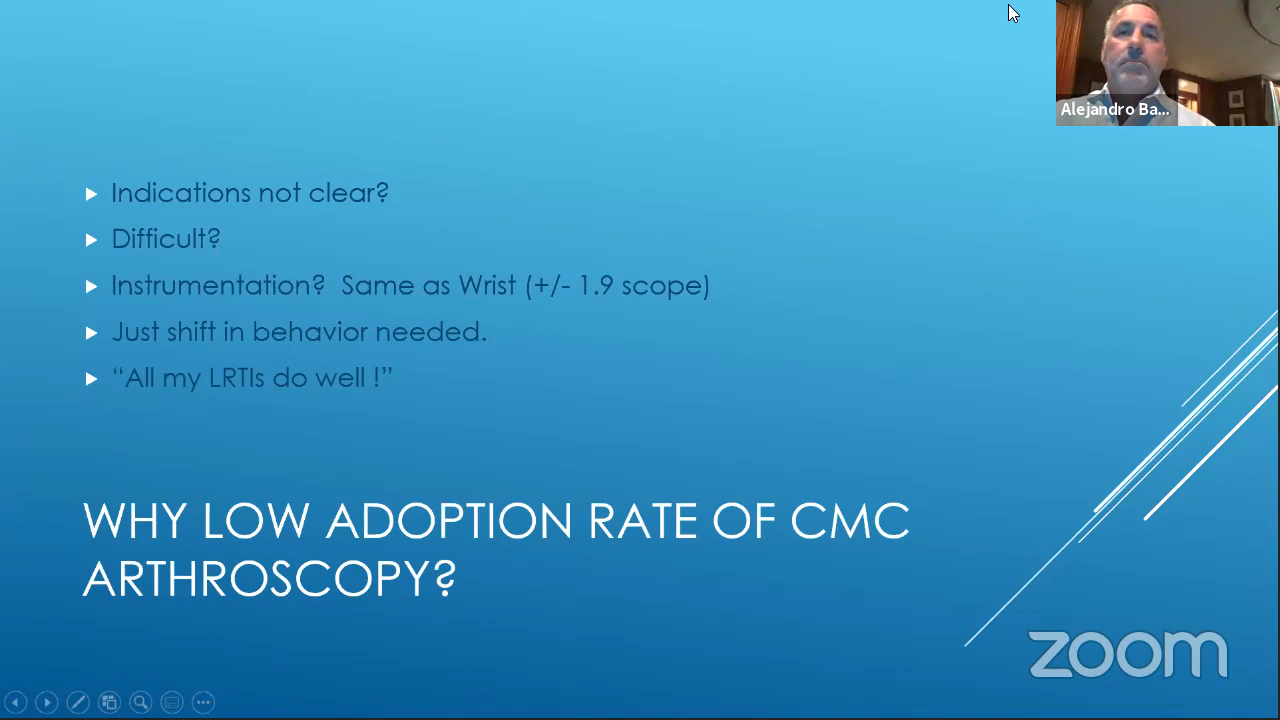 Alejandro Ba...
Indications not clear?
Difficult?
Instrumentation?  Same as Wrist (+/- 1.9 scope)
Just shift in behavior needed.
“All my LRTIs do well !”
WHY LOW ADOPTION RATE OF CMC
ARTHROSCOPY?
zoom